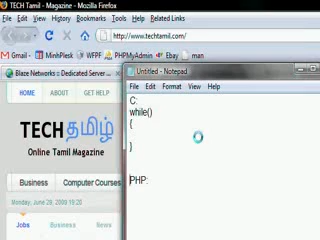 TECH Tamil - Magazine - Mozilla Firefox
File Edit View History Bookmarks Tools Help Related Links
http://www.techtamil.com/
Gmail MinhPlesk WFPF PHPMyAdmin Ebay man
Blaze Networks :: Dedicated Server ...
Untitled - Notepad
File Edit Format View Help
HOME ABOUT GET HELP
C:
while()
{
}
PHP:
TECH தமிழ்
Online Tamil Magazine
Business Computer Courses
Monday, June 29, 2009 19:20
Jobs Business News